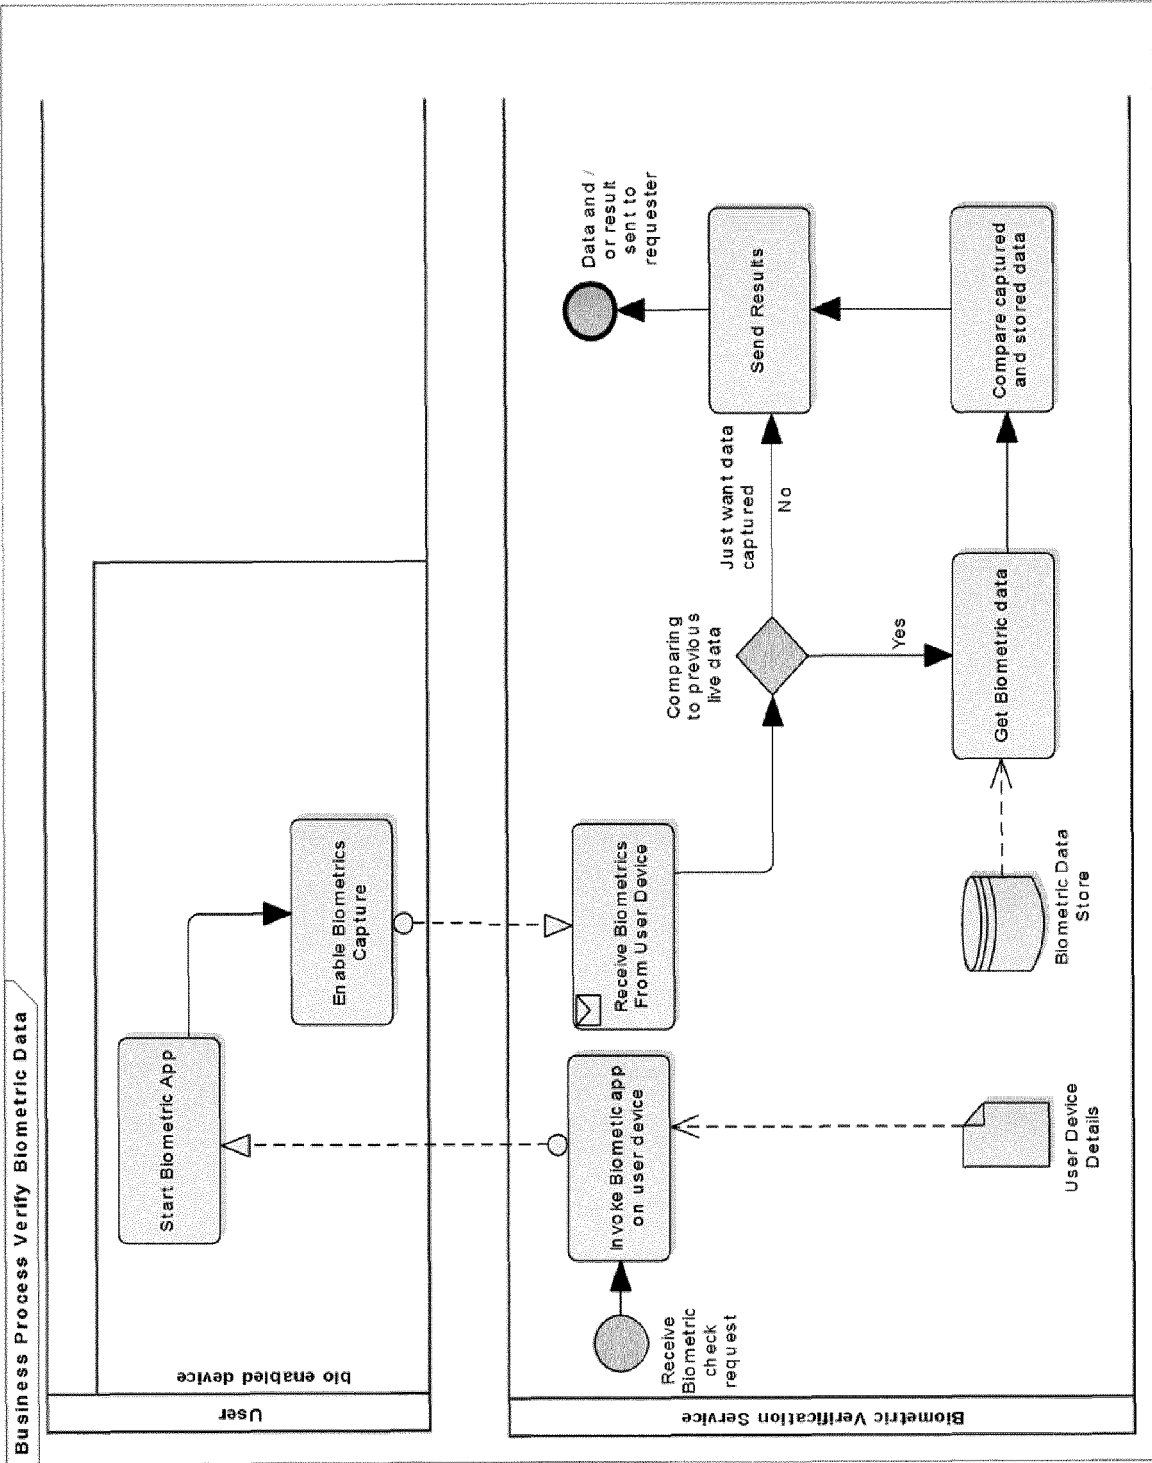 Business Process Verify Biometric Data
User
bio enabled device
Start Biometric App
Enable Biometrics
Capture
Biometric Verification Service
Receive
Biometric
check
request
Invoke Biometic app
on user device
User Device
Details
Receive Biometrics
From User Device
Comparing
to previous
live data
Just want data
captured
No
Yes
Biometric Data
Store
Get Biometric data
Compare captured
and stored data
Send Results
Data and /
or result
sent to
requester